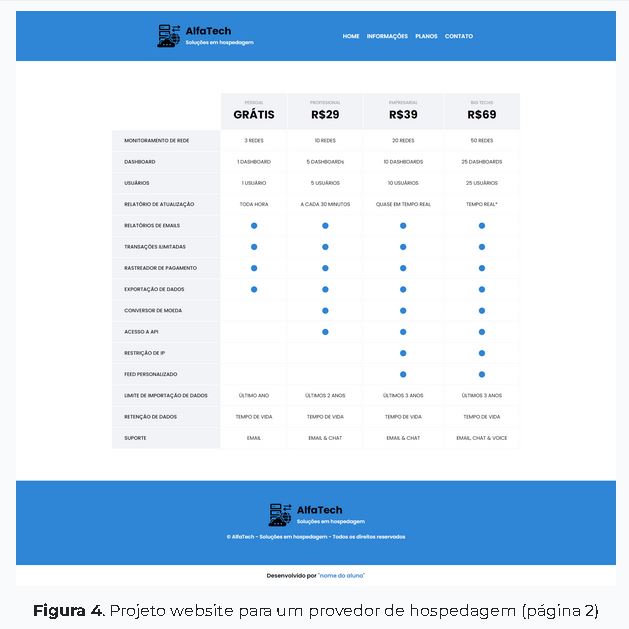 AlfaTech
Soluções em hospedagem
HOME INFORMAÇÕES PLANOS CONTATO
PESSOAL PROFISSIONAL EMPRESARIAL BIG TECHS
GRÁTIS R$29 R$39 R$69
MONITORAMENTO DE REDE 3 REDES 10 REDES 20 REDES 50 REDES
DASHBOARD 1 DASHBOARD 5 DASHBOARDs 10 DASHBOARDS 25 DASHBOARDS
USUÁRIOS 1 USUÁRIO 5 USUÁRIOS 10 USUÁRIOS 25 USUÁRIOS
RELATÓRIO DE ATUALIZAÇÃO TODA HORA A CADA 30 MINUTOS QUASE EM TEMPO REAL TEMPO REAL*
RELATÓRIOS DE EMAILS
TRANSAÇÕES ILIMITADAS
RASTREADOR DE PAGAMENTO
EXPORTAÇÃO DE DADOS
CONVERSOR DE MOEDA
ACESSO A API
RESTRIÇÃO DE IP
FEED PERSONALIZADO
LIMITE DE IMPORTAÇÃO DE DADOS ÚLTIMO ANO ÚLTIMOS 2 ANOS ÚLTIMOS 3 ANOS ÚLTIMOS 3 ANOS
RETENÇÃO DE DADOS TEMPO DE VIDA TEMPO DE VIDA TEMPO DE VIDA TEMPO DE VIDA
SUPORTE EMAIL EMAIL & CHAT EMAIL & CHAT EMAIL, CHAT & VOICE
AlfaTech
Soluções em hospedagem
© AlfaTech - Soluções em hospedagem - Todos os direitos reservados
Desenvolvido por "nome do aluno"
Figura 4. Projeto website para um provedor de hospedagem (página 2)